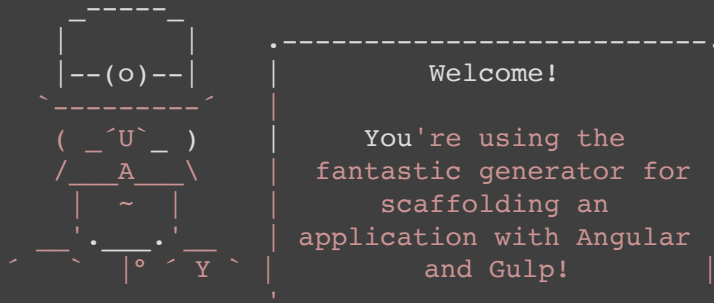 Welcome!
You're using the
fantastic generator for
scaffolding an
application with Angular
and Gulp!